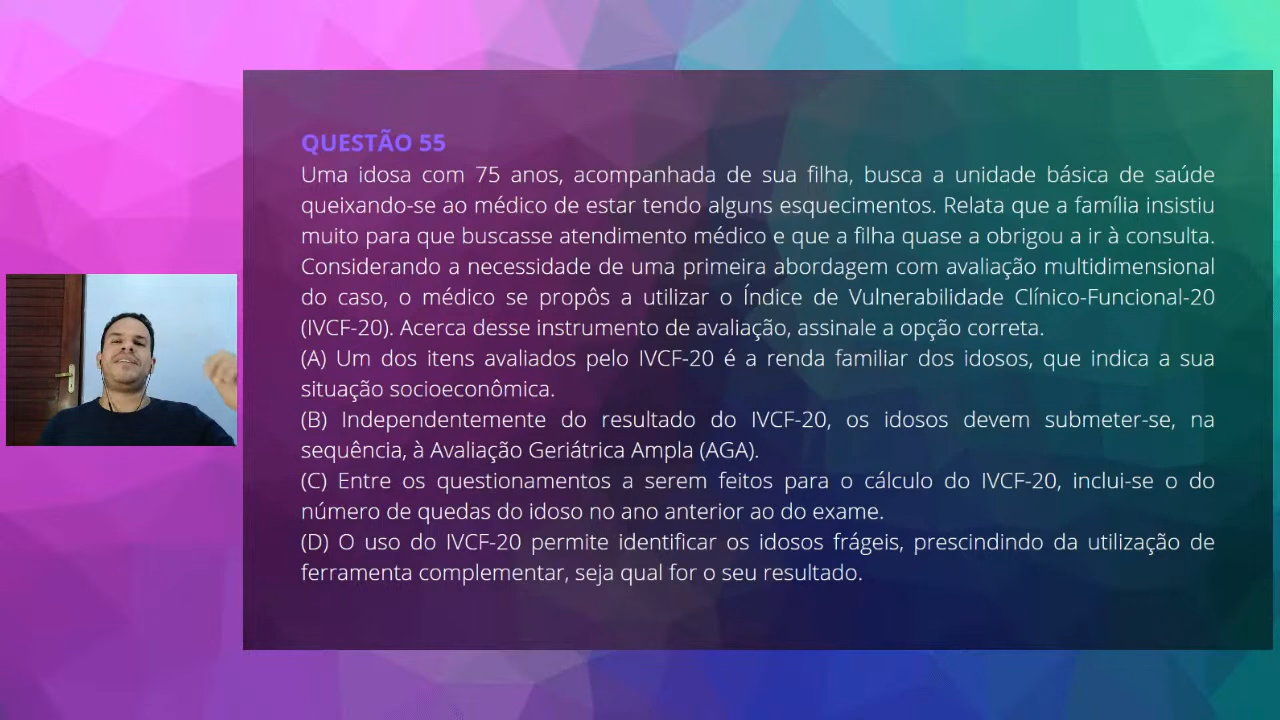 QUESTÃO 55
Uma idosa com 75 anos, acompanhada de sua filha, busca a unidade básica de saúde
queixando-se ao médico de estar tendo alguns esquecimentos. Relata que a família insistiu
muito para que buscasse atendimento médico e que a filha quase a obrigou a ir à consulta.
Considerando a necessidade de uma primeira abordagem com avaliação multidimensional
do caso, o médico se propôs a utilizar o Índice de Vulnerabilidade Clínico-Funcional-20
(IVCF-20). Acerca desse instrumento de avaliação, assinale a opção correta.
(A) Um dos itens avaliados pelo IVCF-20 é a renda familiar dos idosos, que indica a sua
situação socioeconômica.
(B) Independentemente do resultado do IVCF-20, os idosos devem submeter-se, na
sequência, à Avaliação Geriátrica Ampla (AGA).
(C) Entre os questionamentos a serem feitos para o cálculo do IVCF-20, inclui-se o do
número de quedas do idoso no ano anterior ao do exame.
(D) O uso do IVCF-20 permite identificar os idosos frágeis, prescindindo da utilização de
ferramenta complementar, seja qual for o seu resultado.